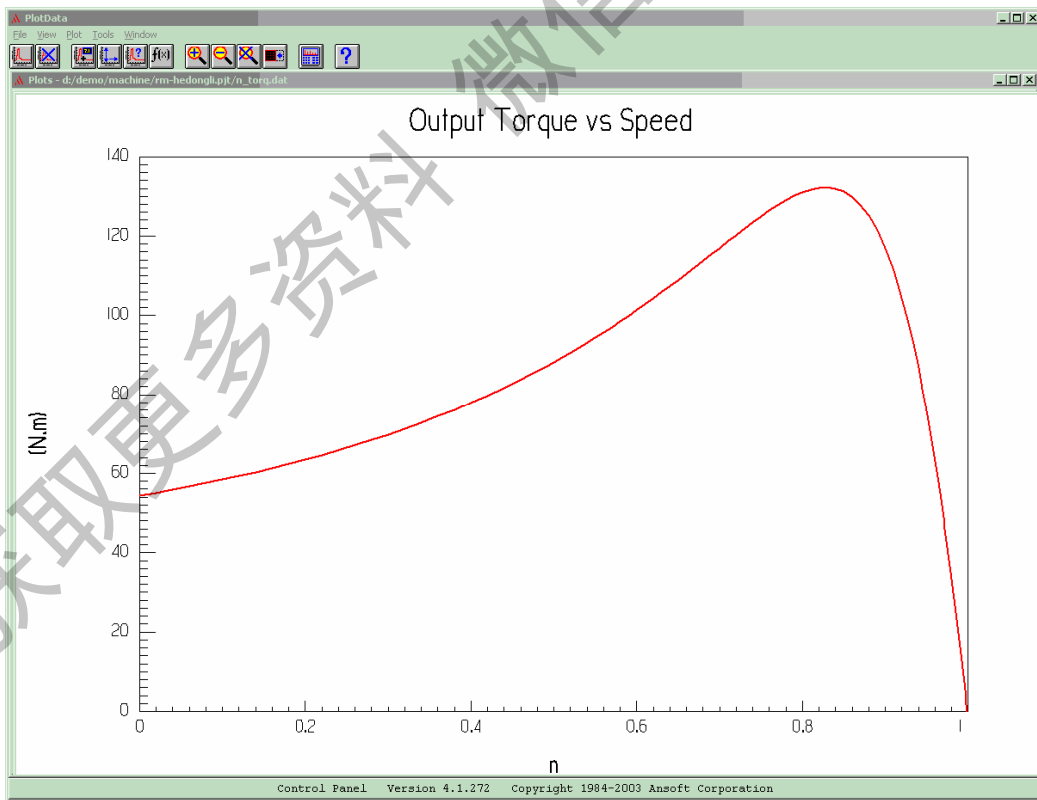 PlotData
File View Plot Tools Window
f(x)
?
Plots - d:/demo/machine/rm-hedongli.pjt/n_torq.dat
Output Torque vs Speed
140
120
100
80
60
40
20
0
(N.m)
0 0.2 0.4 0.6 0.8 1
n
Control Panel Version 4.1.272 Copyright 1984-2003 Ansoft Corporation
获取更多资料 微信